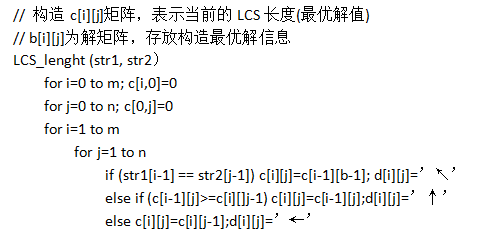 // 构造 c[i][j]矩阵，表示当前的 LCS 长度(最优解值)
// b[i][j]为解矩阵，存放构造最优解信息
LCS_lenght (str1, str2）
for i=0 to m; c[i,0]=0
for j=0 to n; c[0,j]=0
for i=1 to m
for j=1 to n
if (str1[i-1] == str2[j-1]) c[i][j]=c[i-1][b-1]; d[i][j]=’ ↖’
else if (c[i-1][j]>=c[i][]j-1) c[i][j]=c[i-1][j];d[i][j]=’ ↑’
else c[i][j]=c[i][j-1];d[i][j]=’ ←’